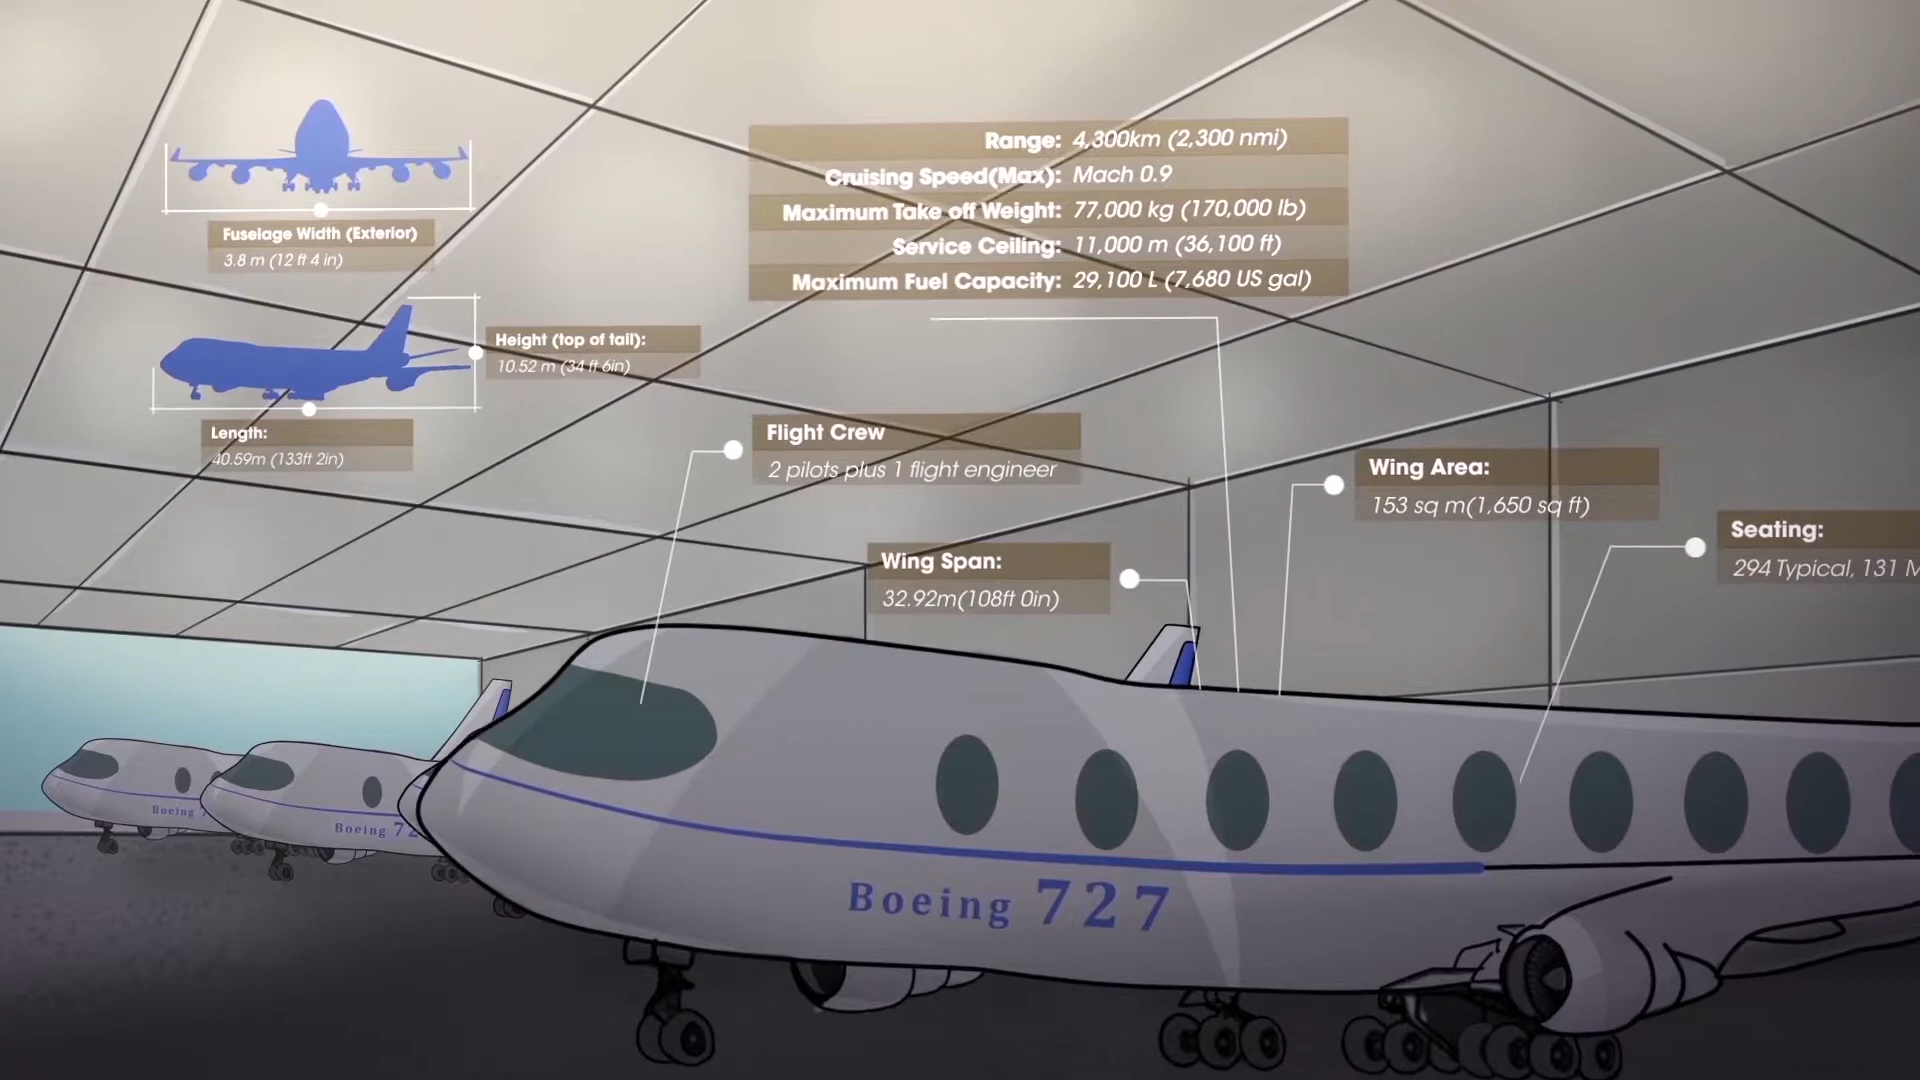 Fuselage Width (Exterior)
3.8 m (12 ft 4 in)
Height (top of tail):
10.52 m (34 ft 6in)
Length:
40.59m (133ft 2in)
Range: 4,300km (2,300 nmi)
Cruising Speed(Max): Mach 0.9
Maximum Take off Weight: 77,000 kg (170,000 lb)
Service Ceiling: 11,000 m (36,100 ft)
Maximum Fuel Capacity: 29,100 L (7,680 US gal)
Flight Crew
2 pilots plus 1 flight engineer
Wing Area:
153 sq m(1,650 sq ft)
Seating:
294 Typical, 131 M
Wing Span:
32.92m(108ft 0in)
Boeing 7
Boeing 72
Boeing 727